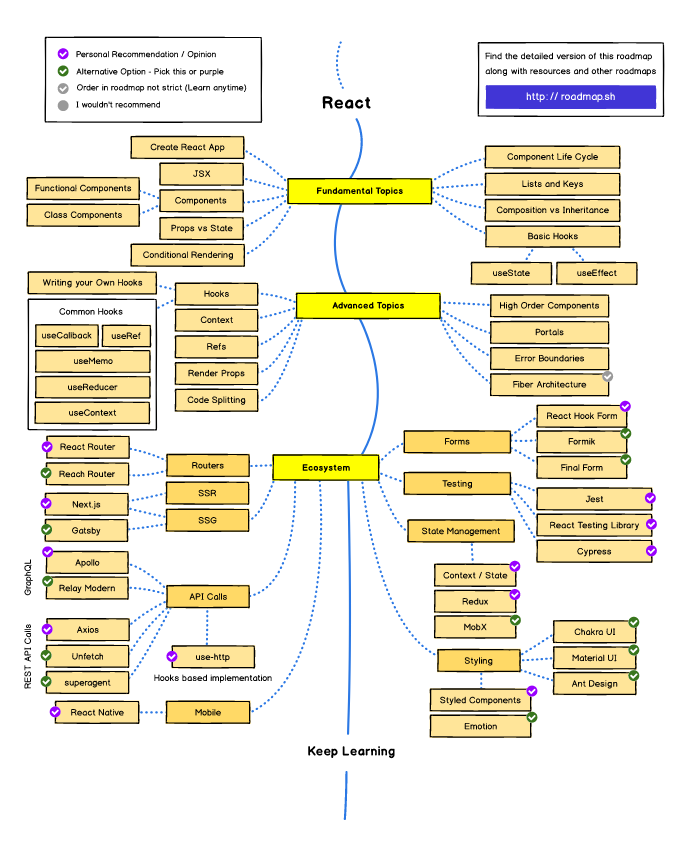 Personal Recommendation / Opinion
Alternative Option - Pick this or purple
Order in roadmap not strict (Learn anytime)
I wouldn't recommend
Find the detailed version of this roadmap
along with resources and other roadmaps
http: // roadmap.sh
React
Fundamental Topics
Create React App
JSX
Components
Functional Components
Class Components
Props vs State
Conditional Rendering
Component Life Cycle
Lists and Keys
Composition vs Inheritance
Basic Hooks
useState
useEffect
Advanced Topics
Hooks
Writing your Own Hooks
Common Hooks
useCallback
useRef
useMemo
useReducer
useContext
Context
Refs
Render Props
Code Splitting
High Order Components
Portals
Error Boundaries
Fiber Architecture
Ecosystem
Routers
React Router
Reach Router
SSR
SSG
Next.js
Gatsby
API Calls
GraphQL
Apollo
Relay Modern
REST API Calls
Axios
Unfetch
superagent
use-http
Hooks based implementation
Mobile
React Native
Forms
React Hook Form
Formik
Final Form
Testing
Jest
React Testing Library
Cypress
State Management
Context / State
Redux
MobX
Styling
Chakra UI
Material UI
Ant Design
Styled Components
Emotion
Keep Learning